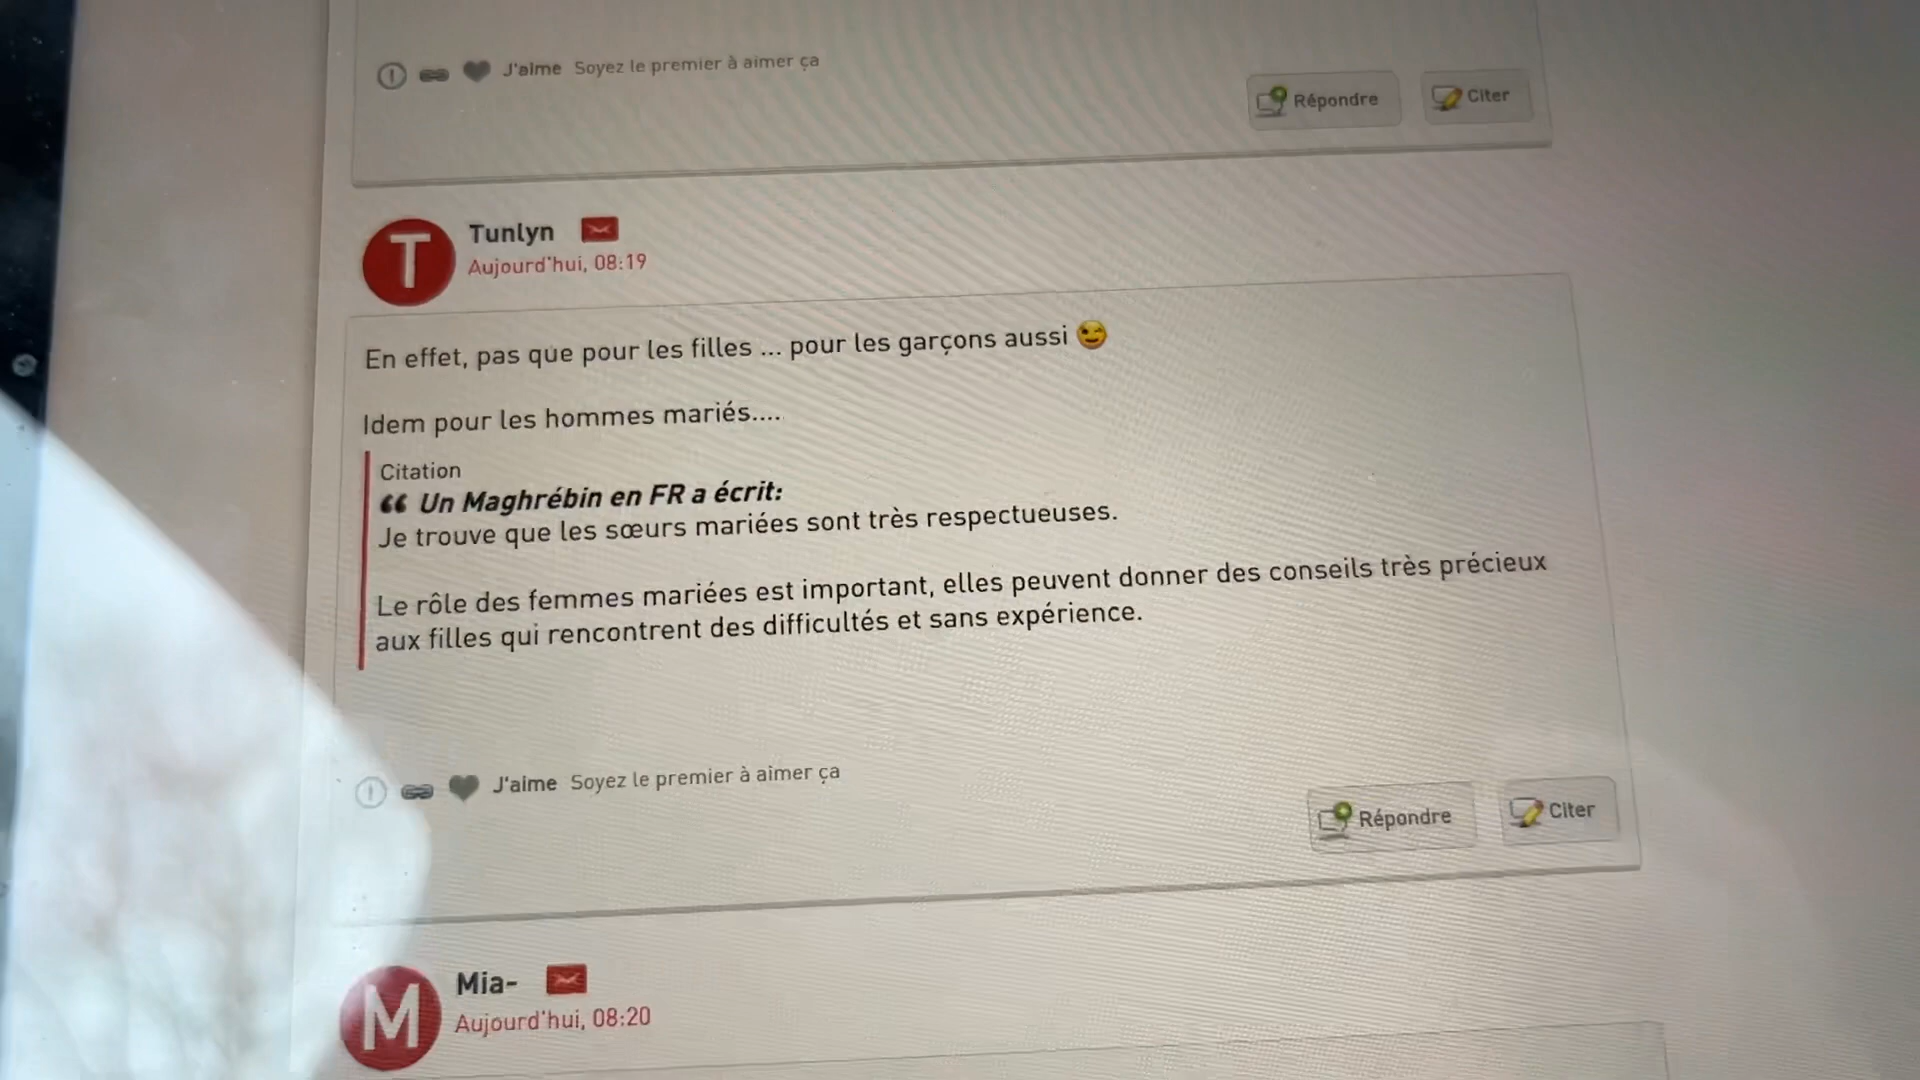 J'aime Soyez le premier à aimer ça
Répondre Citer
T
Tunlyn
Aujourd'hui, 08:19
En effet, pas que pour les filles ... pour les garçons aussi 😉
Idem pour les hommes mariés....
Citation
❝ Un Maghrébin en FR a écrit:
Je trouve que les sœurs mariées sont très respectueuses.
Le rôle des femmes mariées est important, elles peuvent donner des conseils très précieux
aux filles qui rencontrent des difficultés et sans expérience.
J'aime Soyez le premier à aimer ça
Répondre Citer
M
Mia-
Aujourd'hui, 08:20